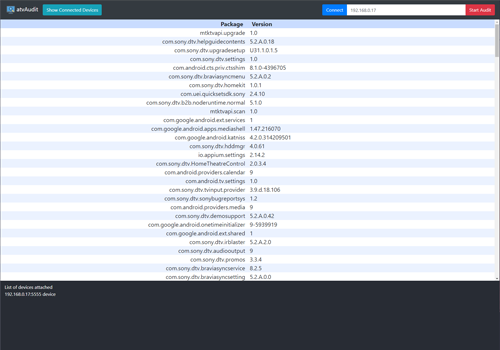 atvAudit Show Connected Devices Connect 192.168.0.17 Start Audit
Package Version
mtktvapi.upgrade 1.0
com.sony.dtv.helpguidecontents 5.2.A.0.18
com.sony.dtv.upgradesetup U31.1.0.1.5
com.sony.dtv.settings 1.0
com.android.cts.priv.ctsshim 8.1.0-4396705
com.sony.dtv.braviasyncmenu 5.2.A.0.2
com.sony.dtv.homekit 1.0.1
com.uei.quicksetsdk.sony 2.4.10
com.sony.dtv.b2b.noderuntime.normal 5.1.0
mtktvapi.scan 1.0
com.google.android.ext.services 1
com.google.android.apps.mediashell 1.47.216070
com.google.android.katniss 4.2.0.314209501
com.sony.dtv.hddmgr 4.0.61
io.appium.settings 2.14.2
com.sony.dtv.HomeTheatreControl 2.0.3.4
com.android.providers.calendar 9
com.android.tv.settings 1.0
com.sony.dtv.tvinput.provider 3.9.d.18.106
com.sony.dtv.sonybugreportsys 1.2
com.android.providers.media 9
com.sony.dtv.demosupport 5.2.A.0.42
com.google.android.onetimeinitializer 9-5939919
com.google.android.ext.shared 1
com.sony.dtv.irblaster 5.2.A.2.0
com.sony.dtv.audiooutput 9
com.sony.dtv.promos 3.3.4
com.sony.dtv.braviasyncservice 8.2.5
com.sony.dtv.braviasyncsetting 5.2.A.0.0
List of devices attached
192.168.0.17:5555 device